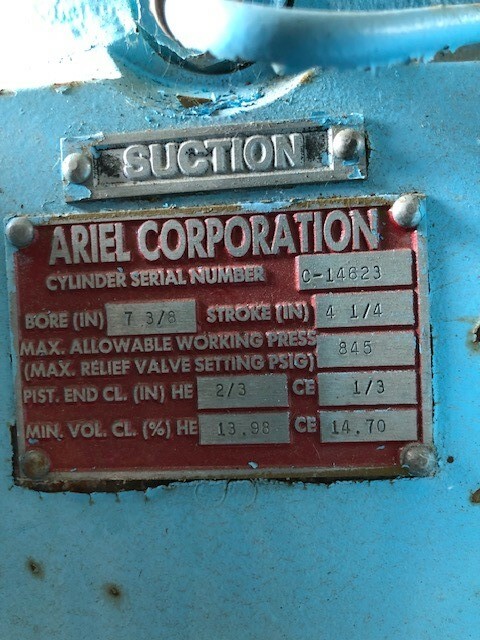 SUCTION
ARIEL CORPORATION
CYLINDER SERIAL NUMBER C-14623
BORE (IN) 7 3/8 STROKE (IN) 4 1/4
MAX. ALLOWABLE WORKING PRESS 845
(MAX. RELIEF VALVE SETTING PSIG)
PIST. END CL. (IN) HE 2/3 CE 1/3
MIN. VOL. CL. (%) HE 13.98 CE 14.70